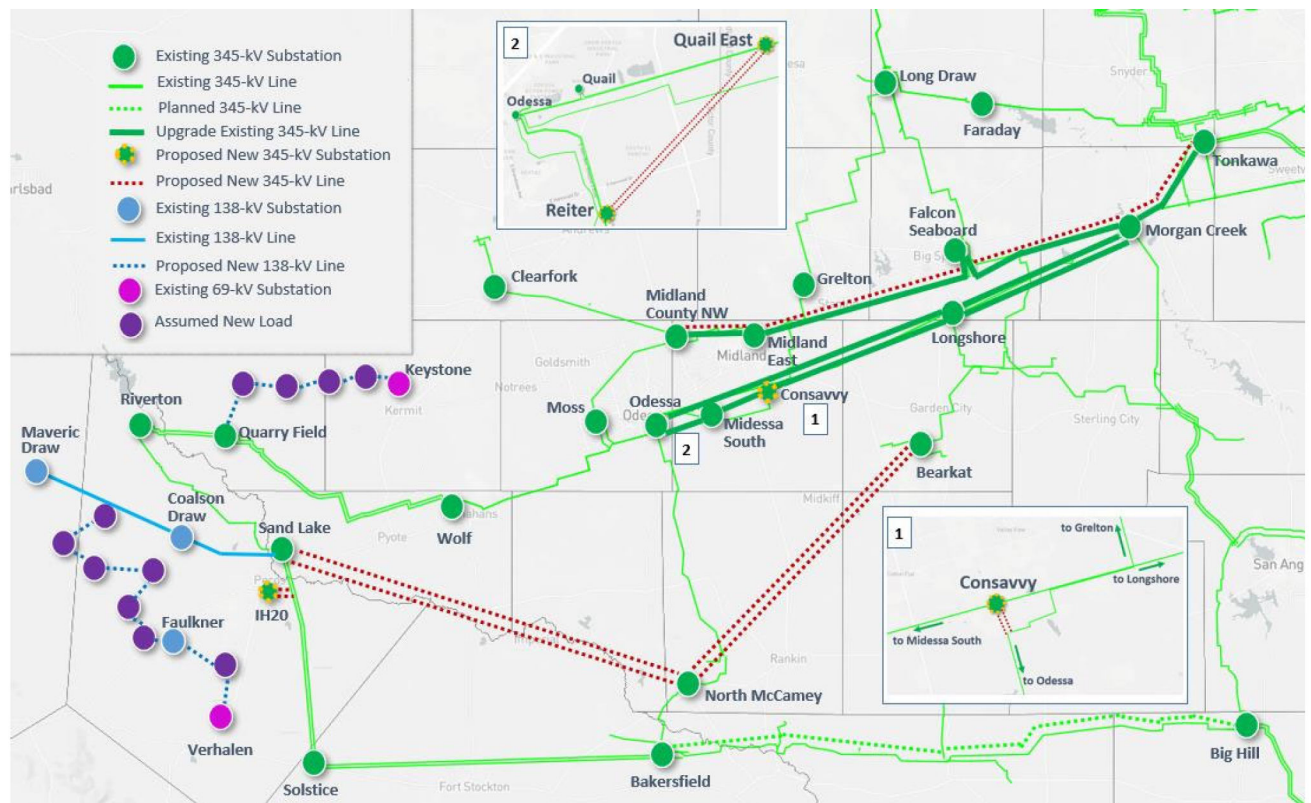 Existing 345-kV Substation
Existing 345-kV Line
Planned 345-kV Line
Upgrade Existing 345-kV Line
Proposed New 345-kV Substation
Proposed New 345-kV Line
Existing 138-kV Substation
Existing 138-kV Line
Proposed New 138-kV Line
Existing 69-kV Substation
Assumed New Load
2
Quail East
Quail
Odessa
Reiter
Andrews
Long Draw
Faraday
Snyder
Tonkawa
Sweetw
arlsbad
Falcon
Seaboard
Big Sp
Morgan Creek
Clearfork
Grelton
Midland
County NW
Midland
East
Midland
Longshore
Goldsmith
Notrees
Keystone
Kermit
Riverton
Moss
Odessa
Consavvy
1
Garden City
Sterling City
Maveric
Draw
Quarry Field
Midessa
South
2
Bearkat
Coalson
Draw
Midkiff
Sand Lake
Pyote
Wolf
San Ang
IH20
Faulkner
1
to Grelton
Consavvy
to Longshore
to Midessa South
to Odessa
Rankin
North McCamey
Verhalen
Big Hill
Solstice
Fort Stockton
Bakersfield